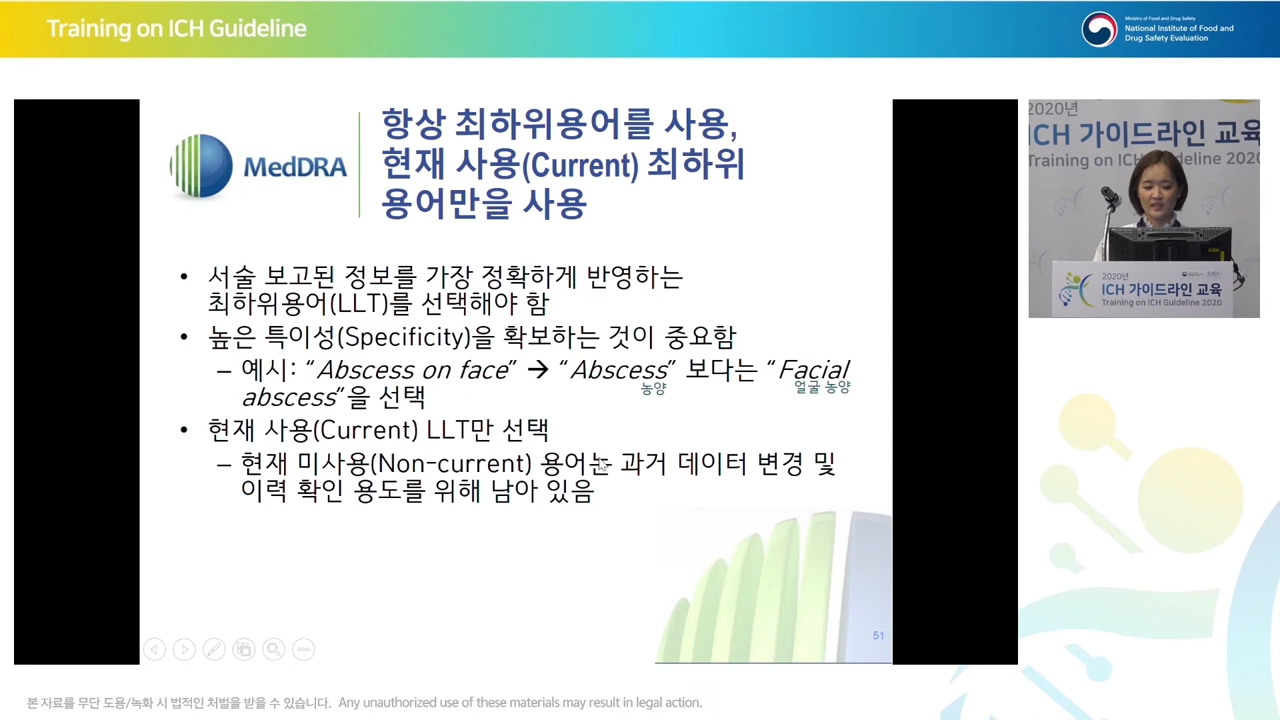 Training on ICH Guideline
Ministry of Food and Drug Safety
National Institute of Food and
Drug Safety Evaluation
MedDRA
항상 최하위용어를 사용,
현재 사용(Current) 최하위
용어만을 사용
• 서술 보고된 정보를 가장 정확하게 반영하는
최하위용어(LLT)를 선택해야 함
• 높은 특이성(Specificity)을 확보하는 것이 중요함
– 예시: “Abscess on face” → “Abscess” 보다는 “Facial
농양
얼굴 농양
abscess”을 선택
• 현재 사용(Current) LLT만 선택
– 현재 미사용(Non-current) 용어는 과거 데이터 변경 및
이력 확인 용도를 위해 남아 있음
51
2020년
ICH 가이드라인 교육
Training on ICH Guideline 2020
2020년
ICH 가이드라인 교육
Training on ICH Guideline 2020
본 자료를 무단 도용/녹화 시 법적인 처벌을 받을 수 있습니다. Any unauthorized use of these materials may result in legal action.